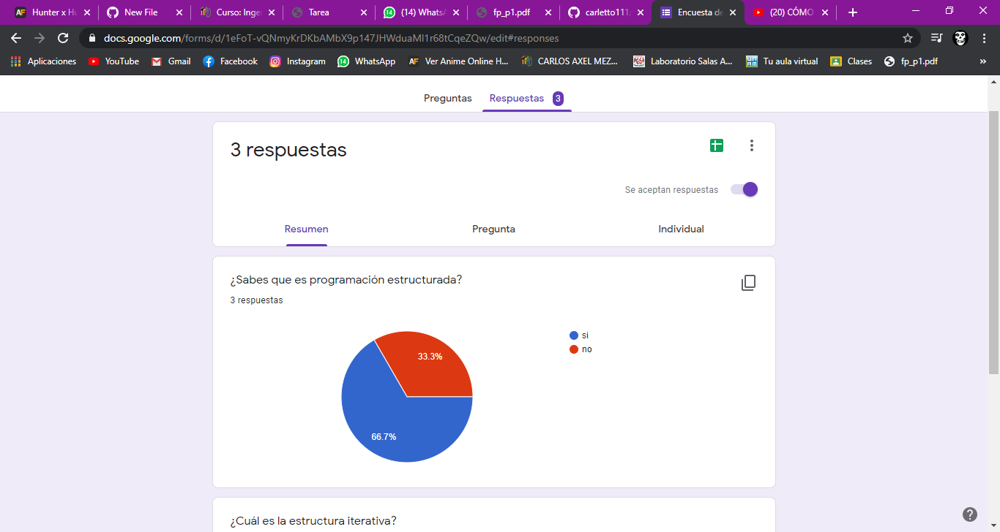 Hunter x Hu
New File
Curso: Inge
Tarea
(14) WhatsA
fp_p1.pdf
carletto111/
Encuesta de
(20) CÓMO
docs.google.com/forms/d/1eFoT-vQNmyKrDKbAMbX9p147JHWduaMI1r68tCqeZQw/edit#responses
Aplicaciones
YouTube
Gmail
Facebook
Instagram
WhatsApp
Ver Anime Online H...
CARLOS AXEL MEZ...
Laboratorio Salas A...
Tu aula virtual
Clases
fp_p1.pdf
»
Preguntas
Respuestas 3
3 respuestas
Se aceptan respuestas
Resumen
Pregunta
Individual
¿Sabes que es programación estructurada?
3 respuestas
si
no
33.3%
66.7%
¿Cuál es la estructura iterativa?